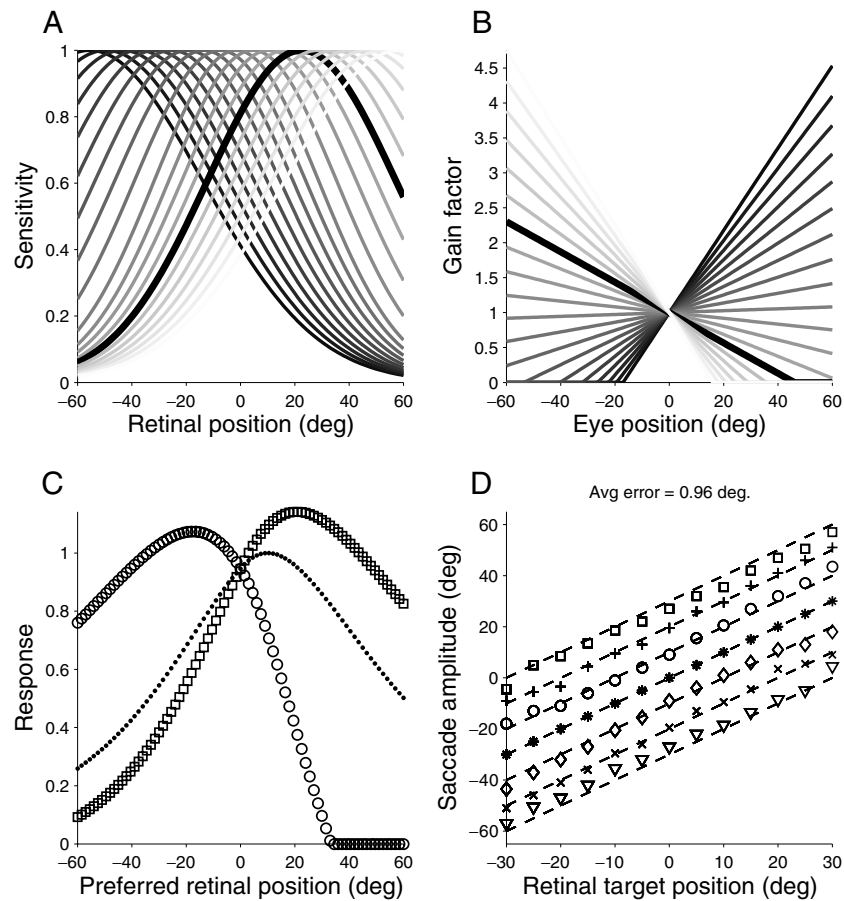 A
1
0.8
0.6
0.4
0.2
0
Sensitivity
−60 −40 −20 0 20 40 60
Retinal position (deg)
B
4.5
4
3.5
3
2.5
2
1.5
1
0.5
0
Gain factor
−60 −40 −20 0 20 40 60
Eye position (deg)
C
1
0.8
0.6
0.4
0.2
0
Response
−60 −40 −20 0 20 40 60
Preferred retinal position (deg)
D
Avg error = 0.96 deg.
60
40
20
0
−20
−40
−60
Saccade amplitude (deg)
−30 −20 −10 0 10 20 30
Retinal target position (deg)